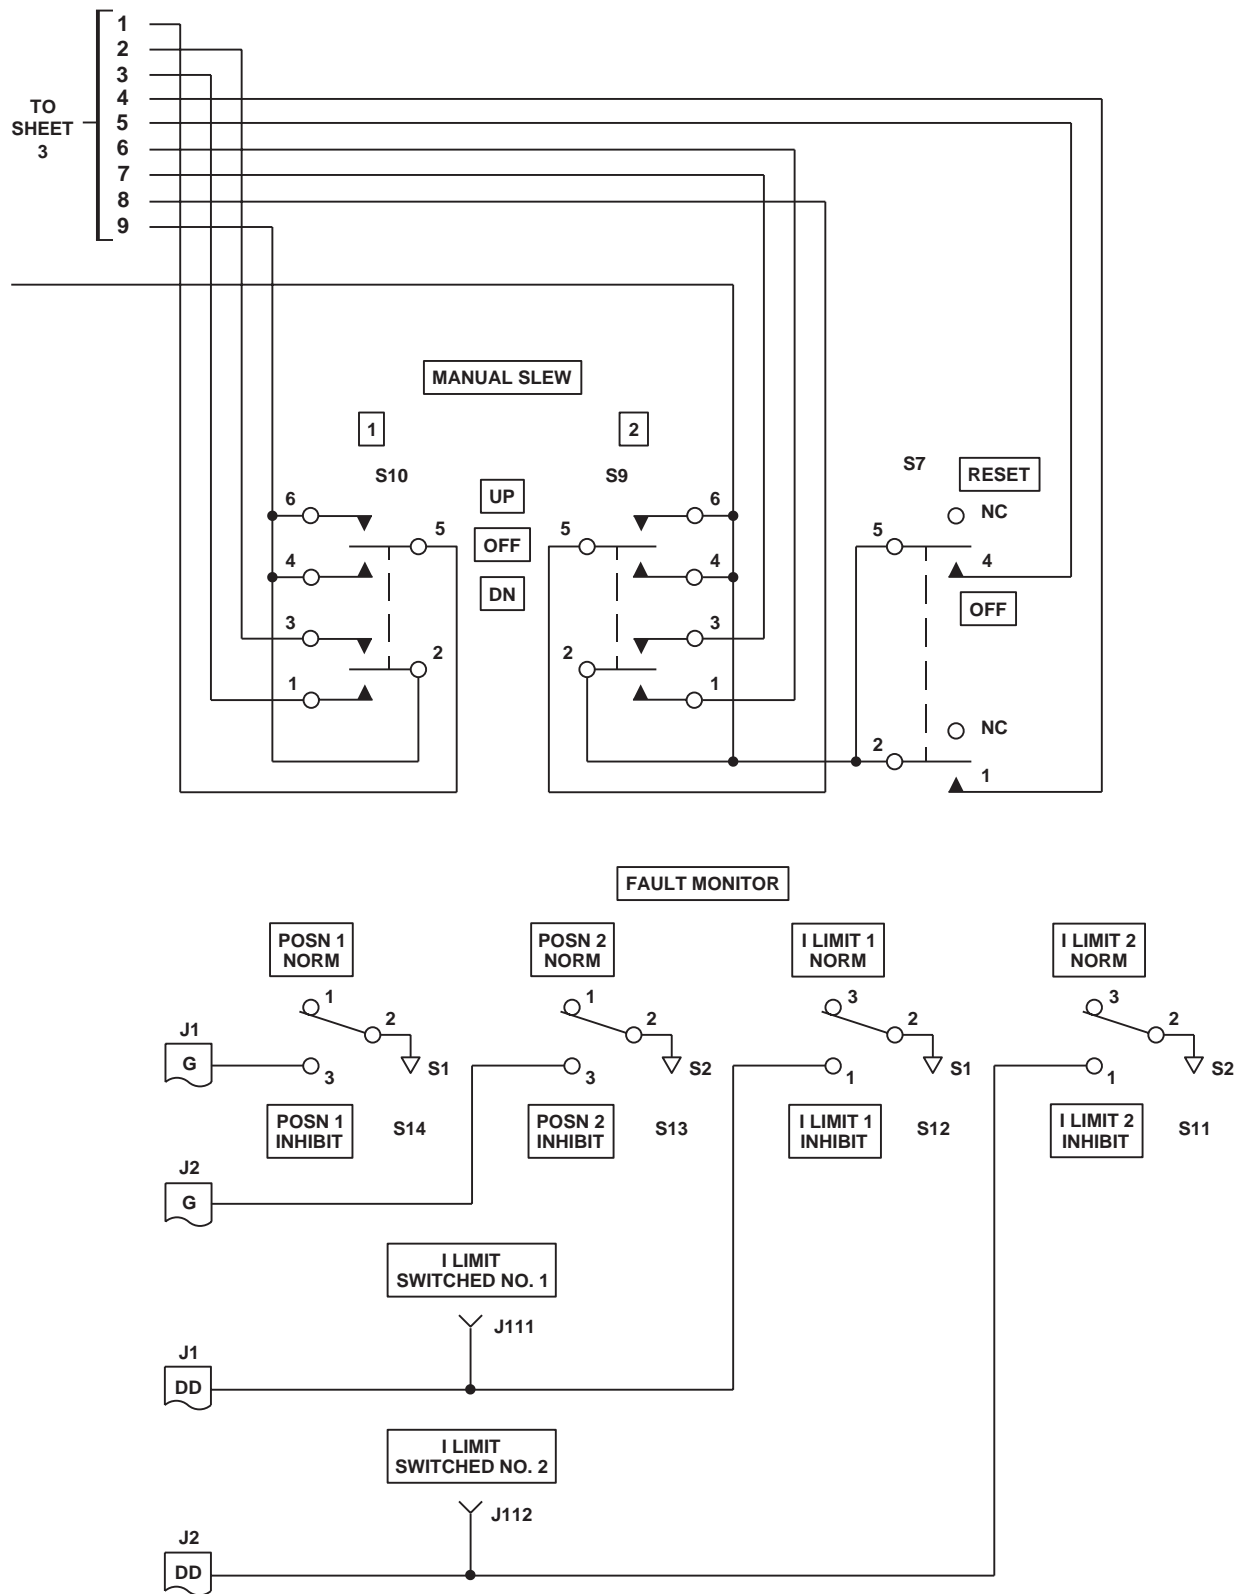 1
2
3
4
5
6
7
8
9
TO
SHEET
3
MANUAL SLEW
1
2
S10
S9
S7
RESET
UP
OFF
DN
6
5
4
3
2
1
5
6
4
3
2
1
NC
5
4
OFF
NC
2
1
FAULT MONITOR
POSN 1
NORM
POSN 2
NORM
I LIMIT 1
NORM
I LIMIT 2
NORM
1
2
1
2
3
2
3
2
J1
G
3
S1
3
S2
1
S1
1
S2
POSN 1
INHIBIT
S14
POSN 2
INHIBIT
S13
I LIMIT 1
INHIBIT
S12
I LIMIT 2
INHIBIT
S11
J2
G
I LIMIT
SWITCHED NO. 1
J111
J1
DD
I LIMIT
SWITCHED NO. 2
J112
J2
DD